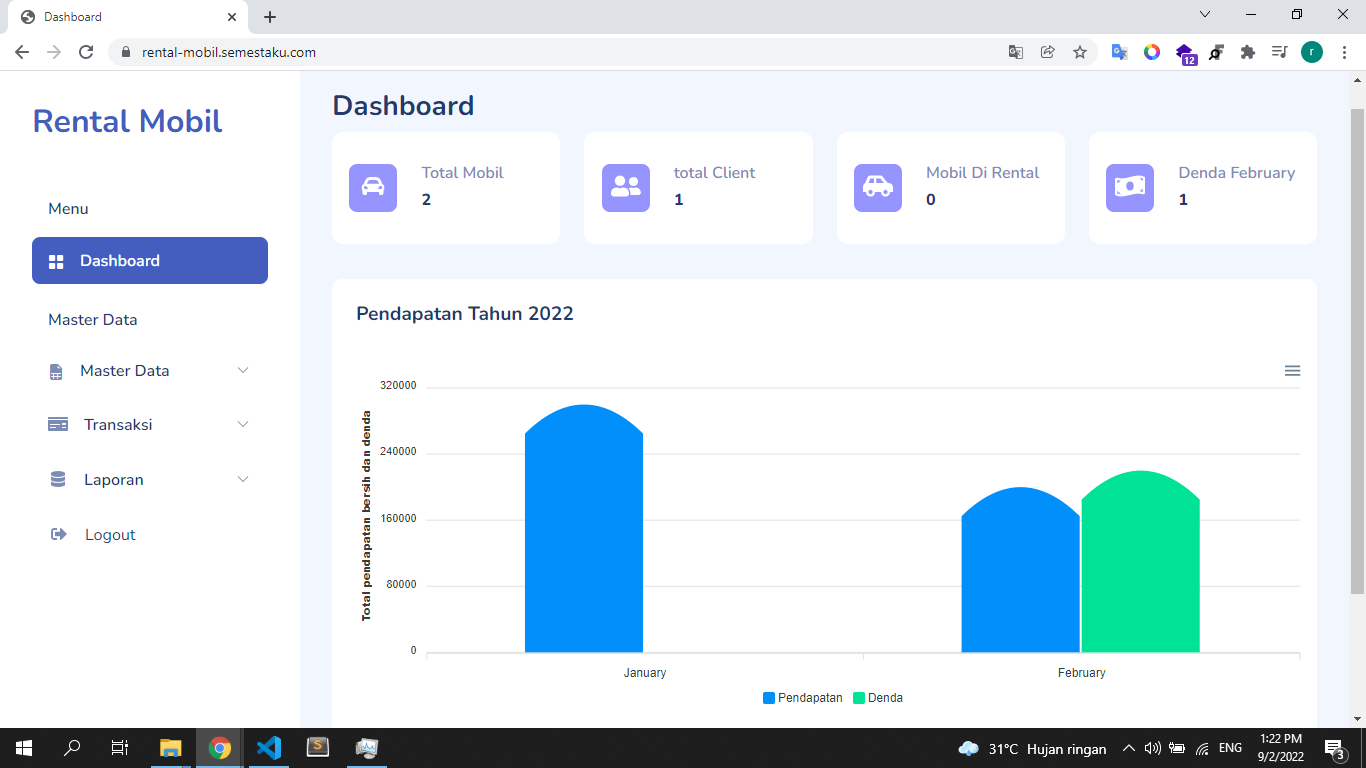 Dashboard
rental-mobil.semestaku.com
12
r
Rental Mobil
Menu
Dashboard
Master Data
Master Data
Transaksi
Laporan
Logout
Dashboard
Total Mobil
2
total Client
1
Mobil Di Rental
0
Denda February
1
Pendapatan Tahun 2022
Total pendapatan bersih dan denda
320000
240000
160000
80000
0
January
February
Pendapatan
Denda
31°C Hujan ringan
ENG
1:22 PM
9/2/2022
3